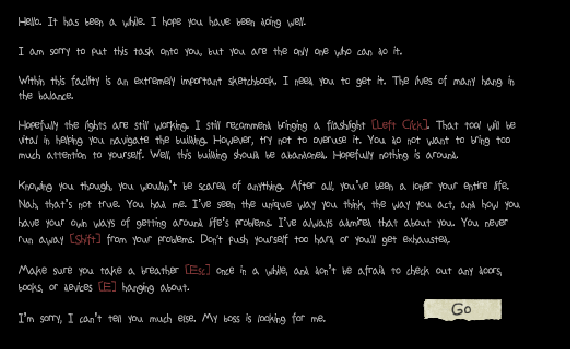 Hello. It has been a while. I hope you have been doing well.
I am sorry to put this task onto you, but you are the only one who can do it.
Within this facility is an extremely important sketchbook. I need you to get it. The lives of many hang in
the balance.
Hopefully the lights are still working. I still recommend bringing a flashlight [Left Click]. That tool will be
vital in helping you navigate the building. However, try not to overuse it. You do not want to bring too
much attention to yourself. Well, this building should be abandoned. Hopefully nothing is around.
Knowing you though, you wouldn't be scared of anything. After all, you've been a loner your entire life.
Nah, that's not true. You had me. I've seen the unique way you think, the way you act, and how you
have your own ways of getting around life's problems. I've always admired that about you. You never
run away [Shift] from your problems. Don't push yourself too hard or you'll get exhausted.
Make sure you take a breather [Esc] once in a while, and don't be afraid to check out any doors,
books, or devices [E] hanging about.
I'm sorry, I can't tell you much else. My boss is looking for me.
Go